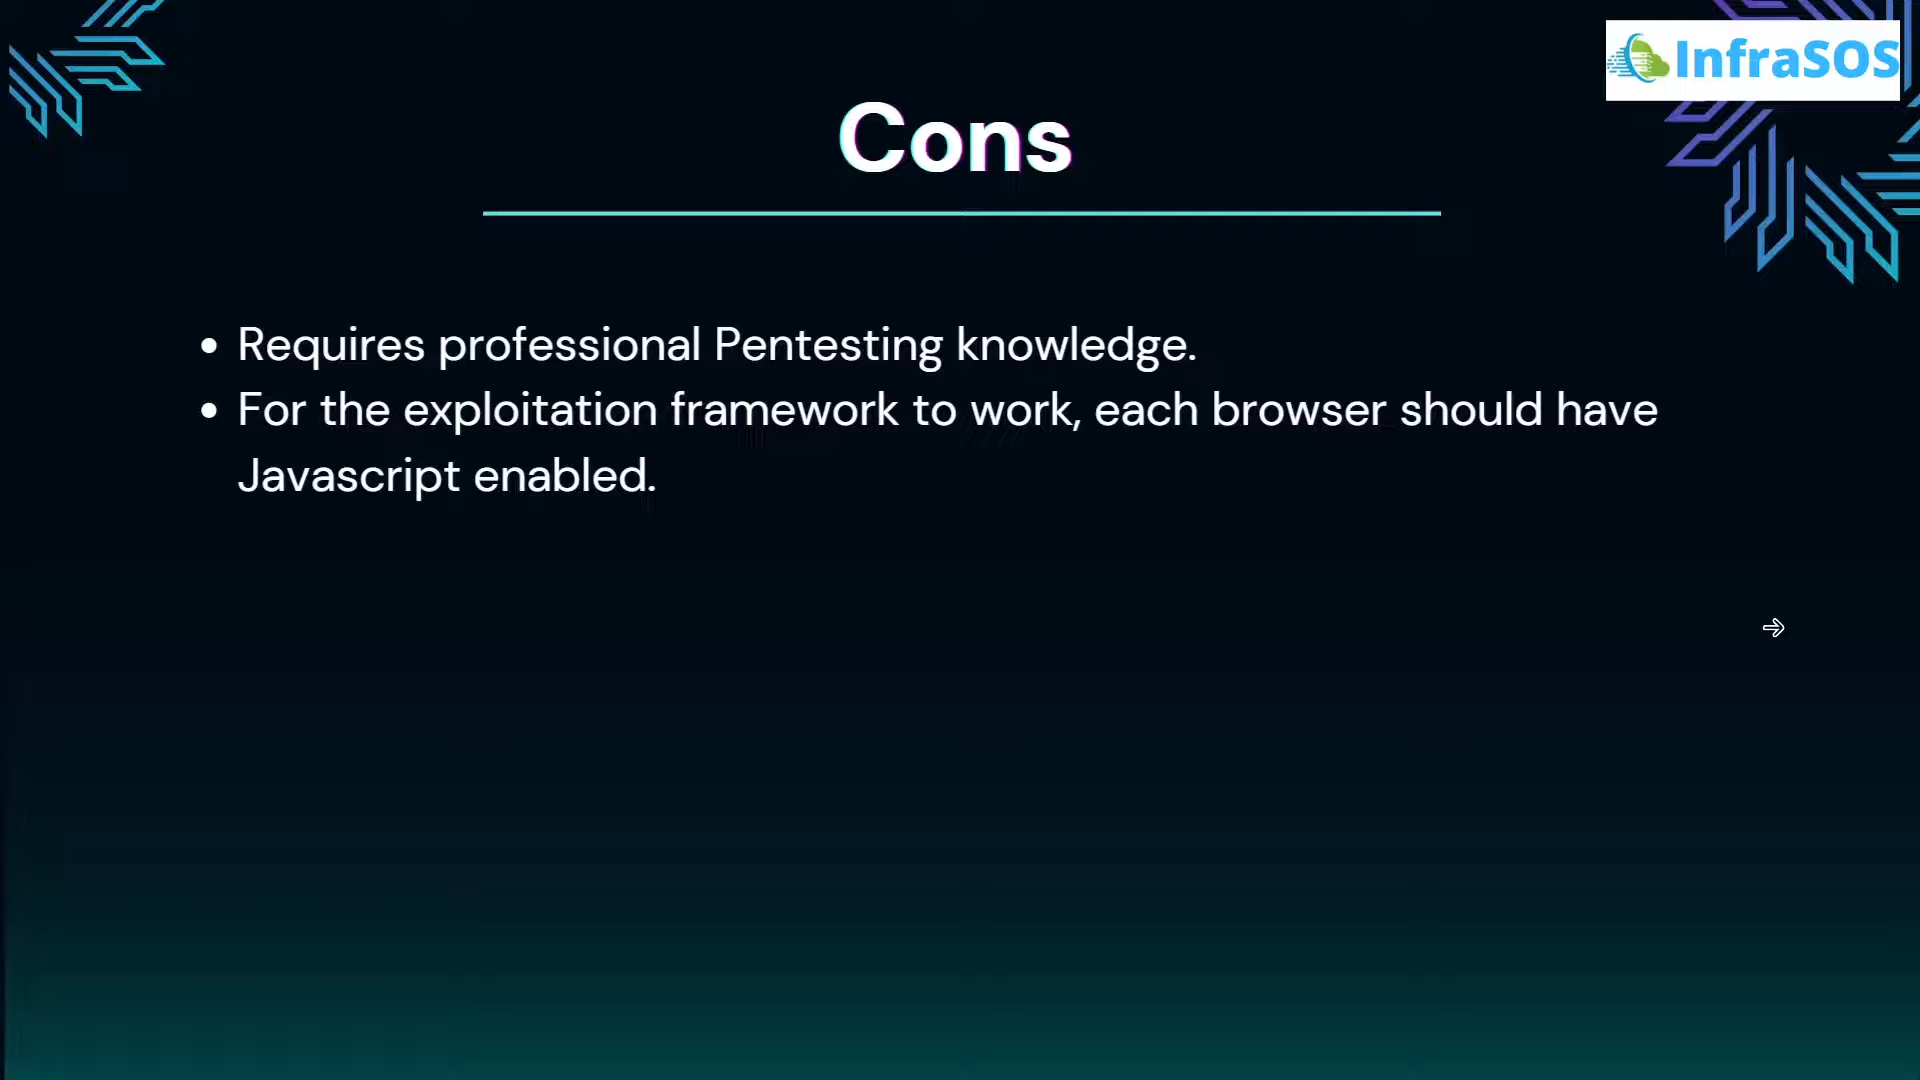 InfraSOS
Cons
• Requires professional Pentesting knowledge.
• For the exploitation framework to work, each browser should have
Javascript enabled.